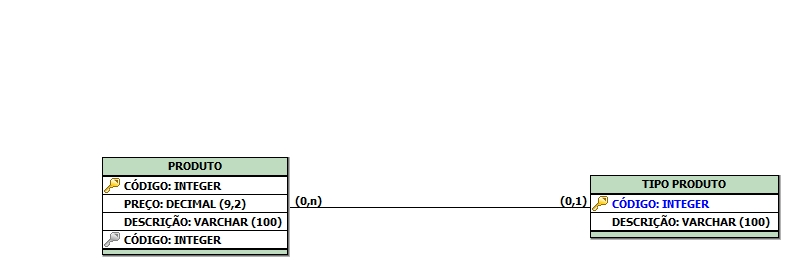 PRODUTO
CÓDIGO: INTEGER
PREÇO: DECIMAL (9,2)
DESCRIÇÃO: VARCHAR (100)
CÓDIGO: INTEGER
(0,n)
(0,1)
TIPO PRODUTO
CÓDIGO: INTEGER
DESCRIÇÃO: VARCHAR (100)